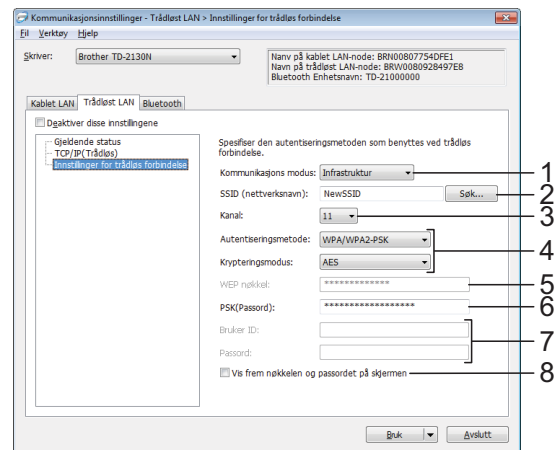 Kommunikasjonsinnstillinger - Trådløst LAN > Innstillinger for trådløs forbindelse
Fil Verktøy Hjelp
Skriver: Brother TD-2130N
Nanv på kablet LAN-node: BRN00807754DFE1
Navn på trådløst LAN-node: BRW0080928497E8
Bluetooth Enhetsnavn: TD-21000000
Kablet LAN Trådløst LAN Bluetooth
Deaktiver disse innstillingene
Gjeldende status
TCP/IP(Trådløs)
Innstillinger for trådløs forbindelse
Spesifiser den autentiseringsmetoden som benyttes ved trådløs
forbindelse.
Kommunikasjons modus: Infrastruktur 1
SSID (nettverksnavn): NewSSID Søk... 2
Kanal: 11 3
Autentiseringsmetode: WPA/WPA2-PSK
4
Krypteringsmodus: AES
WEP nøkkel: ************* 5
PSK(Passord): ****************** 6
Bruker ID:
7
Passord:
Vis frem nøkkelen og passordet på skjermen 8
Bruk Avslutt